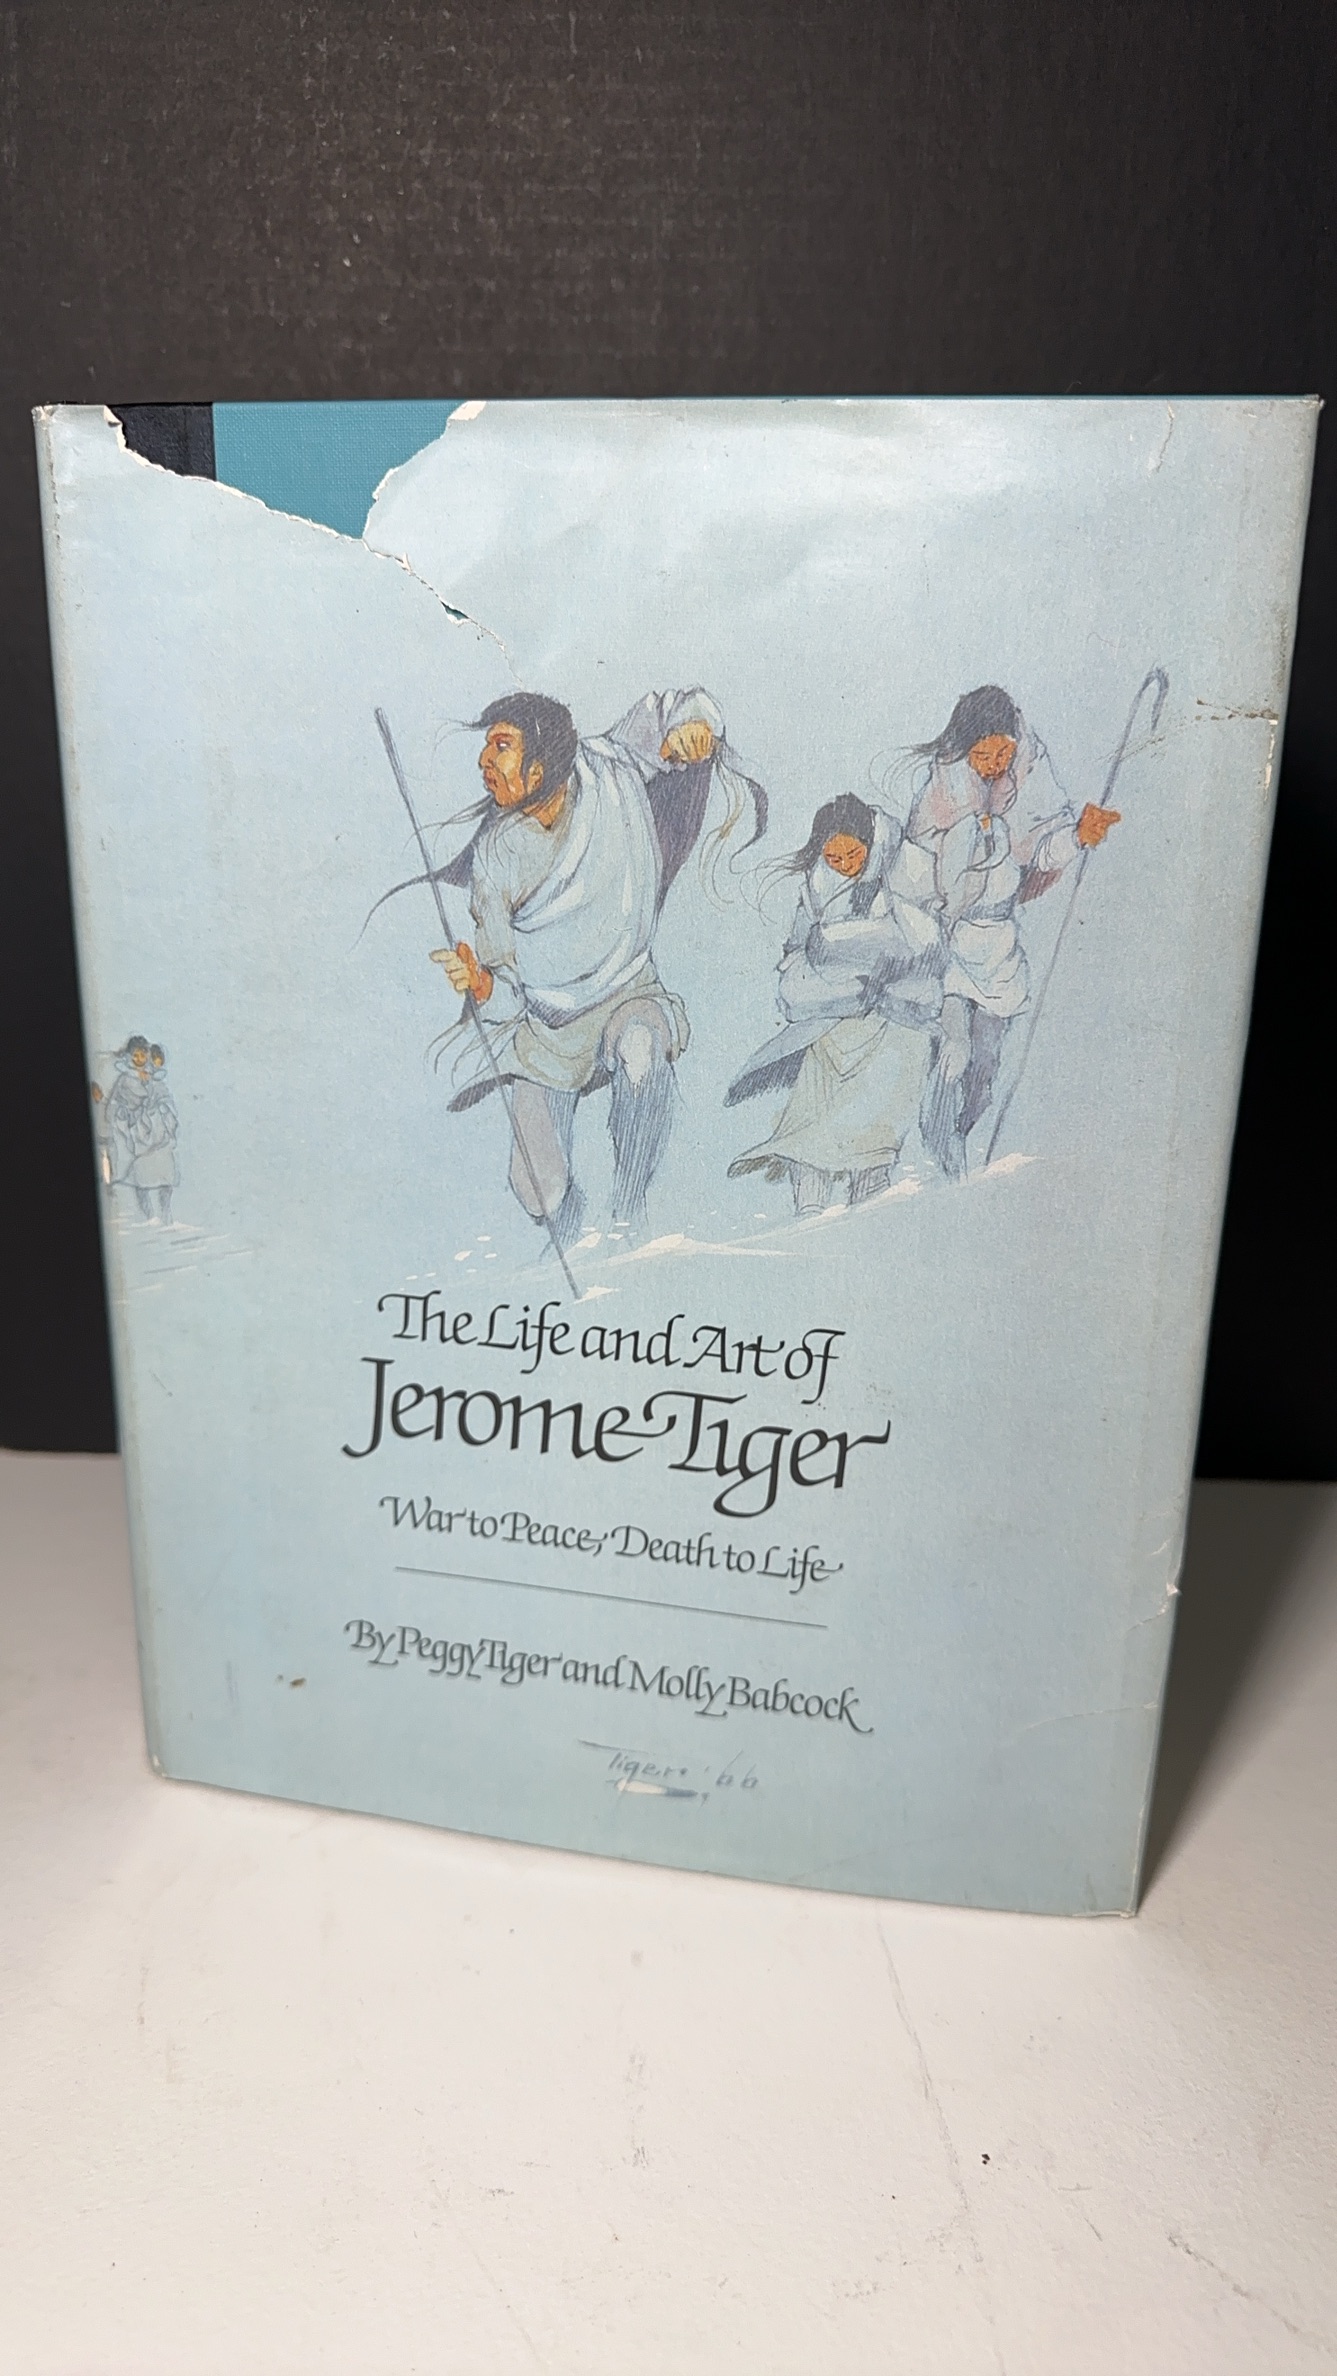 The Life and Art of
Jerome Tiger
War to Peace, Death to Life
By Peggy Tiger and Molly Babcock
Tiger '66